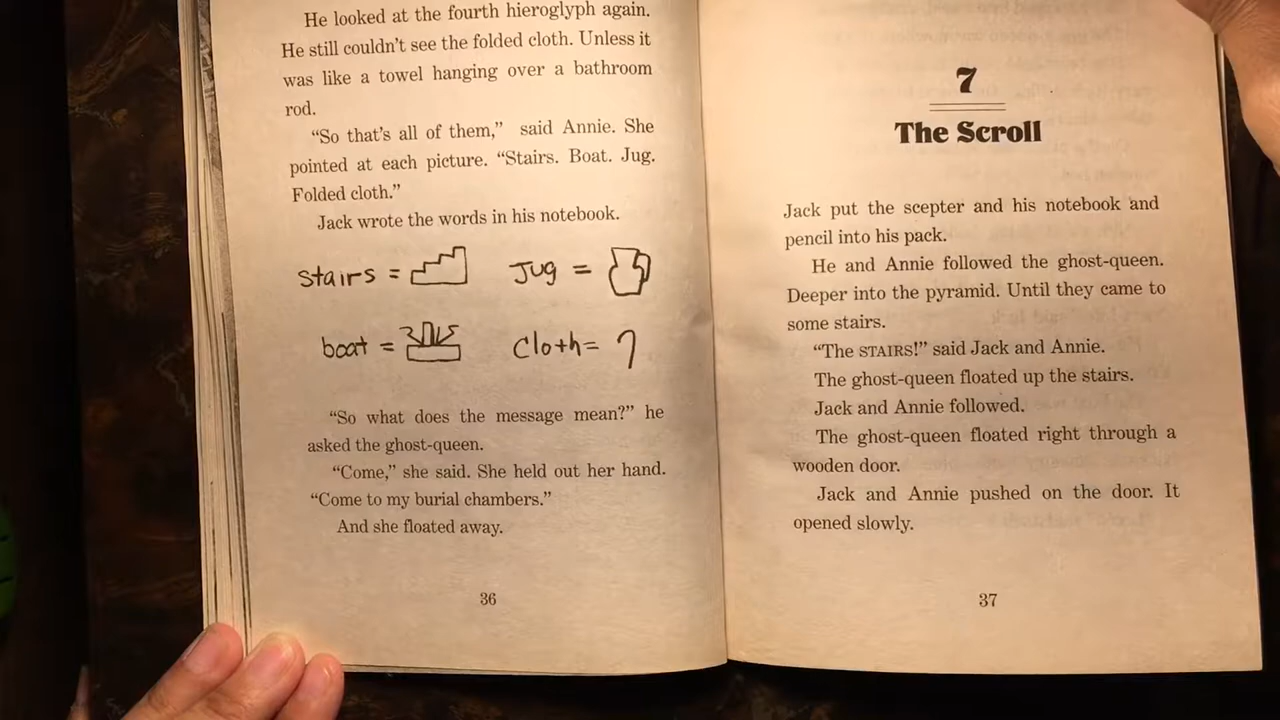 He looked at the fourth hieroglyph again.
He still couldn't see the folded cloth. Unless it
was like a towel hanging over a bathroom
rod.
"So that's all of them," said Annie. She
pointed at each picture. "Stairs. Boat. Jug.
Folded cloth."
Jack wrote the words in his notebook.
stairs = Jug =
boat = cloth= ?
"So what does the message mean?" he
asked the ghost-queen.
"Come," she said. She held out her hand.
"Come to my burial chambers."
And she floated away.
36
7
The Scroll
Jack put the scepter and his notebook and
pencil into his pack.
He and Annie followed the ghost-queen.
Deeper into the pyramid. Until they came to
some stairs.
"The STAIRS!" said Jack and Annie.
The ghost-queen floated up the stairs.
Jack and Annie followed.
The ghost-queen floated right through a
wooden door.
Jack and Annie pushed on the door. It
opened slowly.
37